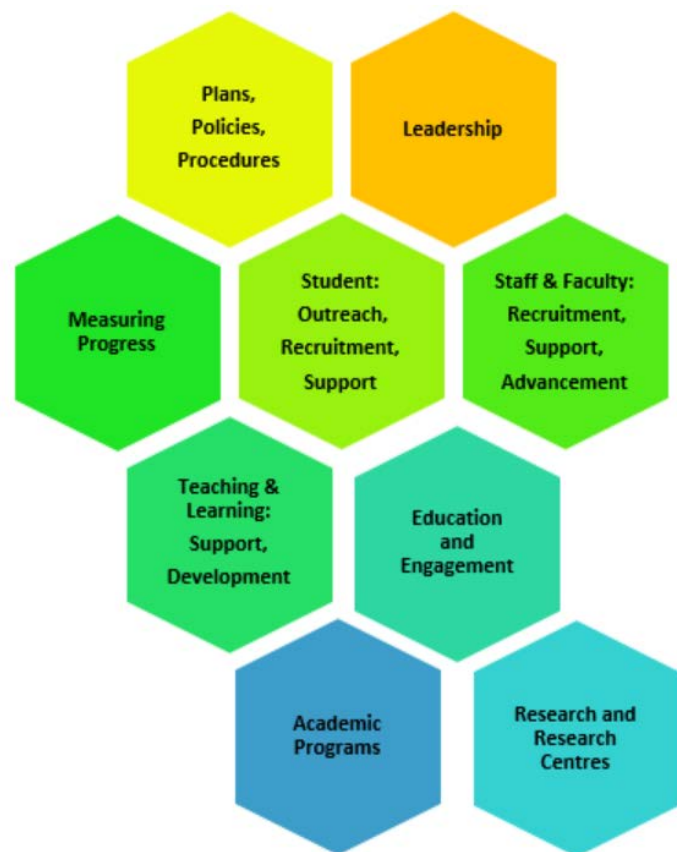 Plans,
Policies,
Procedures
Leadership
Measuring
Progress
Student:
Outreach,
Recruitment,
Support
Staff & Faculty:
Recruitment,
Support,
Advancement
Teaching &
Learning:
Support,
Development
Education
and
Engagement
Academic
Programs
Research and
Research
Centres